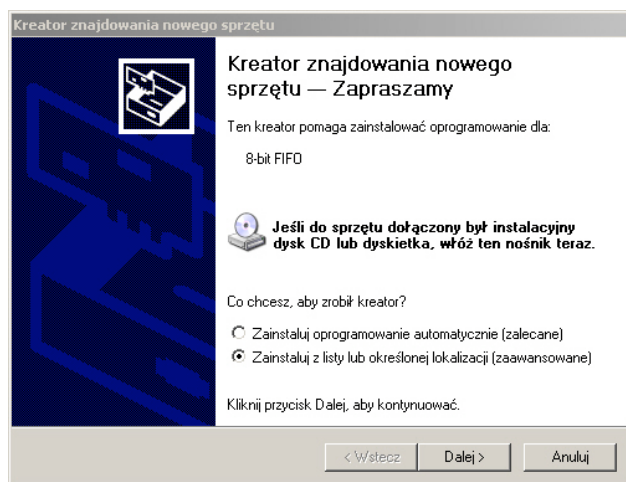 Kreator znajdowania nowego sprzętu
Kreator znajdowania nowego
sprzętu — Zapraszamy
Ten kreator pomaga zainstalować oprogramowanie dla:
8-bit FIFO
Jeśli do sprzętu dołączony był instalacyjny
dysk CD lub dyskietka, włóż ten nośnik teraz.
Co chcesz, aby zrobił kreator?
Zainstaluj oprogramowanie automatycznie (zalecane)
Zainstaluj z listy lub określonej lokalizacji (zaawansowane)
Kliknij przycisk Dalej, aby kontynuować.
< Wstecz Dalej > Anuluj